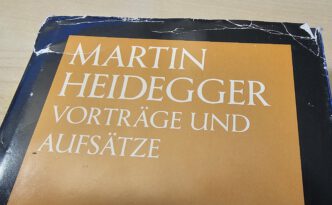 MARTIN
HEIDEGGER
VORTRÄGE UND
AUFSÄTZE